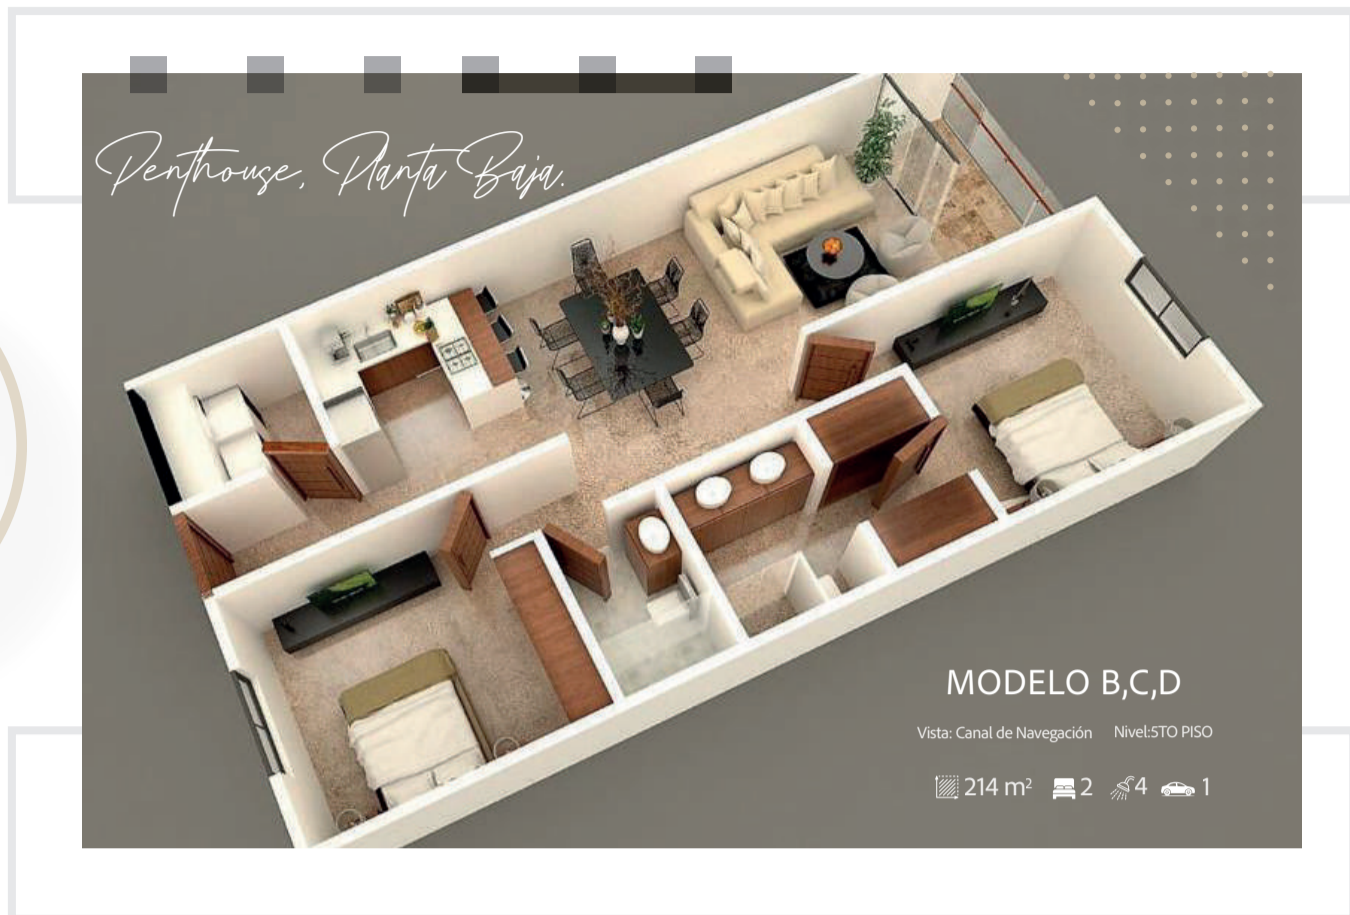 Penthouse, Planta Baja.
MODELO B,C,D
Vista: Canal de Navegación Nivel:5TO PISO
214 m² 2 4 1